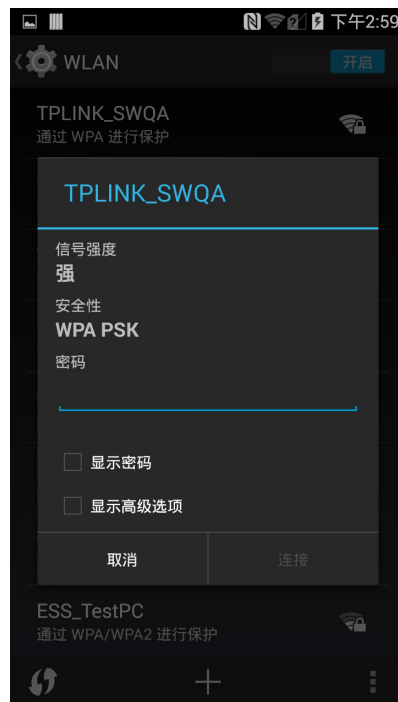 下午2:59
WLAN
开启
TPLINK_SWQA
通过 WPA 进行保护
TPLINK_SWQA
信号强度
强
安全性
WPA PSK
密码
显示密码
显示高级选项
取消
连接
ESS_TestPC
通过 WPA/WPA2 进行保护